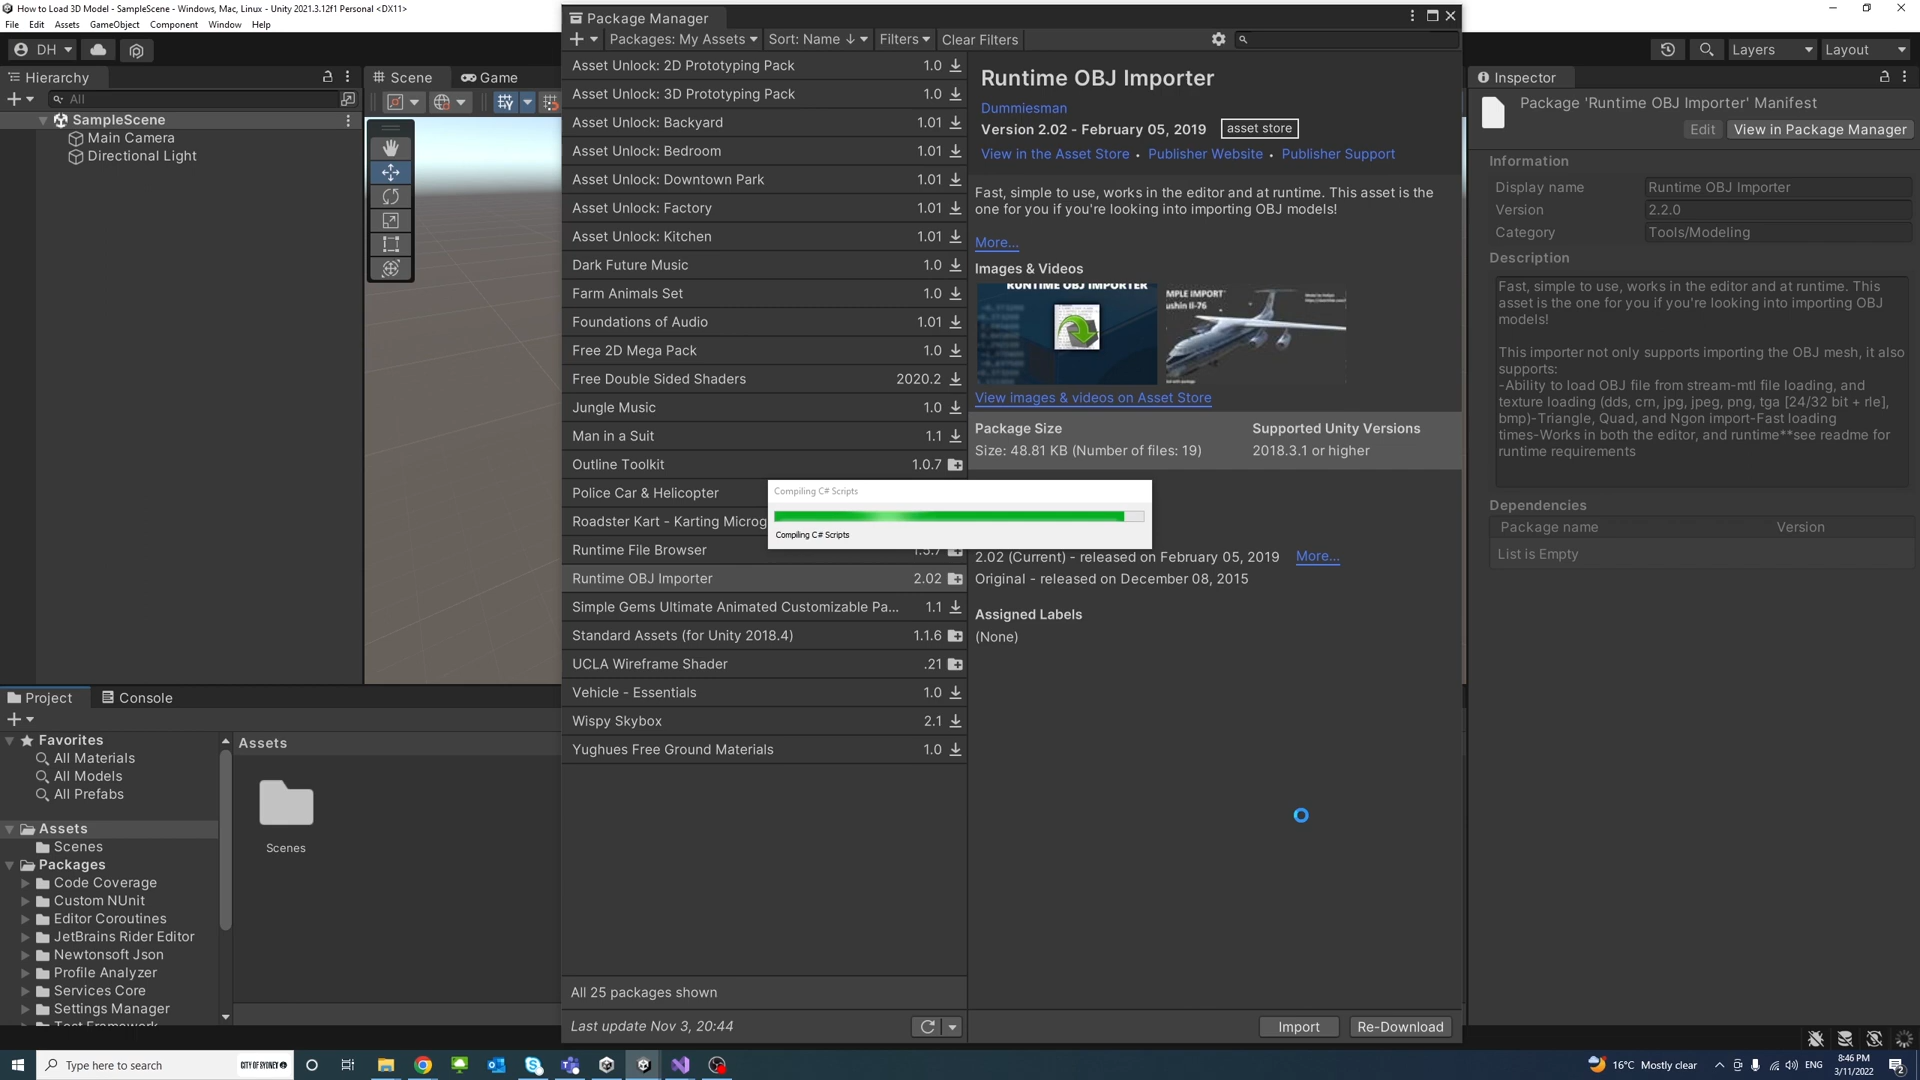 How to Load 3D Model - SampleScene - Windows, Mac, Linux - Unity 2021.3.12f1 Personal <DX11>
File Edit Assets GameObject Component Window Help
DH
Layers
Layout
Hierarchy
All
SampleScene
Main Camera
Directional Light
Scene
Game
Package Manager
Packages: My Assets
Sort: Name ↓
Filters
Clear Filters
Asset Unlock: 2D Prototyping Pack 1.0
Asset Unlock: 3D Prototyping Pack 1.0
Asset Unlock: Backyard 1.01
Asset Unlock: Bedroom 1.01
Asset Unlock: Downtown Park 1.01
Asset Unlock: Factory 1.01
Asset Unlock: Kitchen 1.01
Dark Future Music 1.0
Farm Animals Set 1.0
Foundations of Audio 1.01
Free 2D Mega Pack 1.0
Free Double Sided Shaders 2020.2
Jungle Music 1.0
Man in a Suit 1.1
Outline Toolkit 1.0.7
Police Car & Helicopter
Roadster Kart - Karting Microg
Runtime File Browser
Runtime OBJ Importer 2.02
Simple Gems Ultimate Animated Customizable Pa... 1.1
Standard Assets (for Unity 2018.4) 1.1.6
UCLA Wireframe Shader .21
Vehicle - Essentials 1.0
Wispy Skybox 2.1
Yughues Free Ground Materials 1.0
All 25 packages shown
Last update Nov 3, 20:44
Runtime OBJ Importer
Dummiesman
Version 2.02 - February 05, 2019 asset store
View in the Asset Store • Publisher Website • Publisher Support
Fast, simple to use, works in the editor and at runtime. This asset is the
one for you if you're looking into importing OBJ models!
More...
Images & Videos
RUNTIME OBJ IMPORTER
MPLE IMPORT
ushin Il-76
View images & videos on Asset Store
Package Size
Size: 48.81 KB (Number of files: 19)
Supported Unity Versions
2018.3.1 or higher
Compiling C# Scripts
Compiling C# Scripts
2.02 (Current) - released on February 05, 2019 More...
Original - released on December 08, 2015
Assigned Labels
(None)
Import
Re-Download
Inspector
Package 'Runtime OBJ Importer' Manifest
Edit
View in Package Manager
Information
Display name Runtime OBJ Importer
Version 2.2.0
Category Tools/Modeling
Description
Fast, simple to use, works in the editor and at runtime. This
asset is the one for you if you're looking into importing OBJ
models!
This importer not only supports importing the OBJ mesh, it also
supports:
-Ability to load OBJ file from stream-mtl file loading, and
texture loading (dds, crn, jpg, jpeg, png, tga [24/32 bit + rle],
bmp)-Triangle, Quad, and Ngon import-Fast loading
times-Works in both the editor, and runtime**see readme for
runtime requirements
Dependencies
Package name Version
List is Empty
Project
Console
Favorites
All Materials
All Models
All Prefabs
Assets
Scenes
Packages
Code Coverage
Custom NUnit
Editor Coroutines
JetBrains Rider Editor
Newtonsoft Json
Profile Analyzer
Services Core
Settings Manager
Test Framework
Assets
Scenes
Type here to search
CITY OF SYDNEY
16°C Mostly clear
ENG
8:46 PM
3/11/2022
2